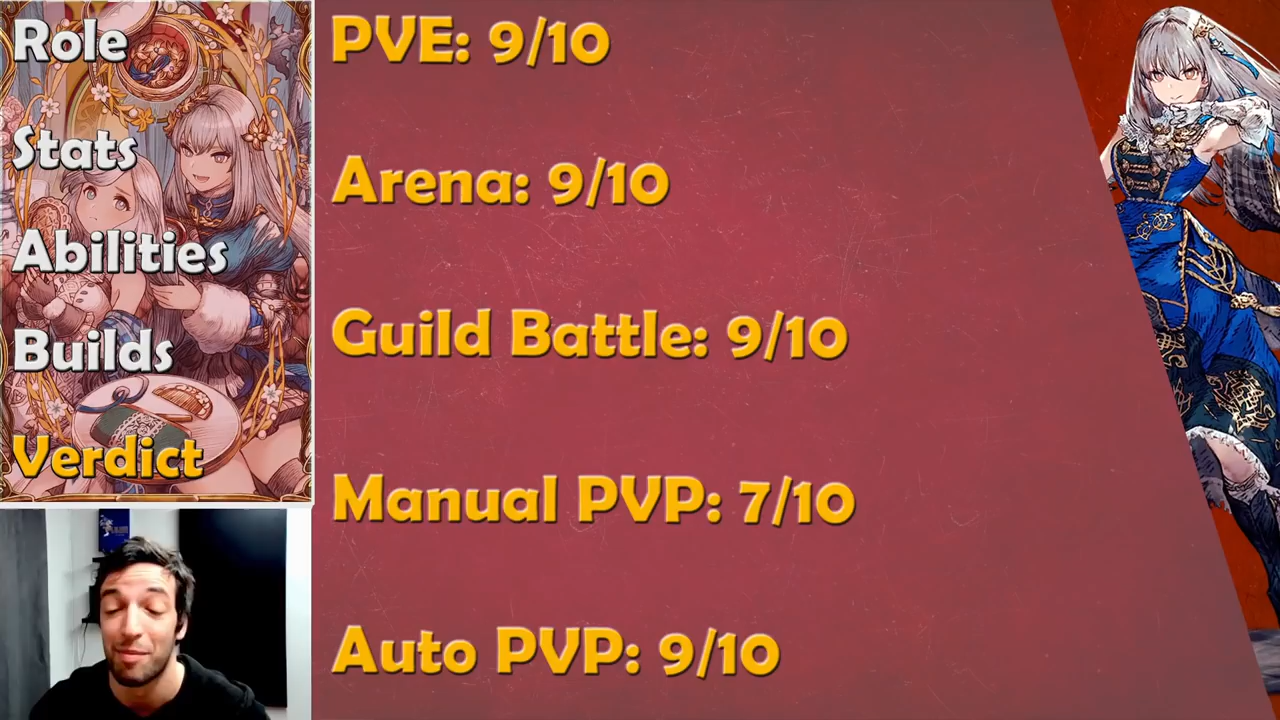 Role
Stats
Abilities
Builds
Verdict
PVE: 9/10
Arena: 9/10
Guild Battle: 9/10
Manual PVP: 7/10
Auto PVP: 9/10